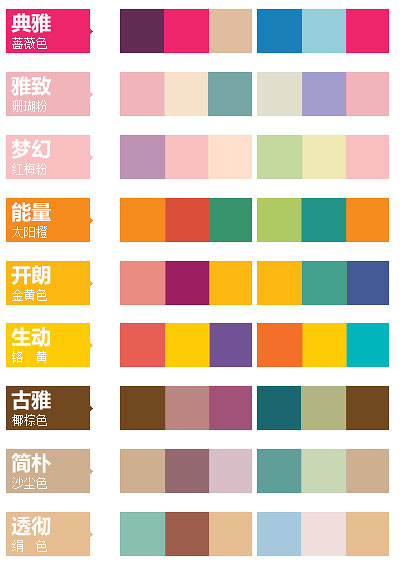 典雅
蔷薇色
雅致
珊瑚粉
梦幻
红梅粉
能量
太阳橙
开朗
金黄色
生动
铬 黄
古雅
椰棕色
简朴
沙尘色
透彻
绢 色